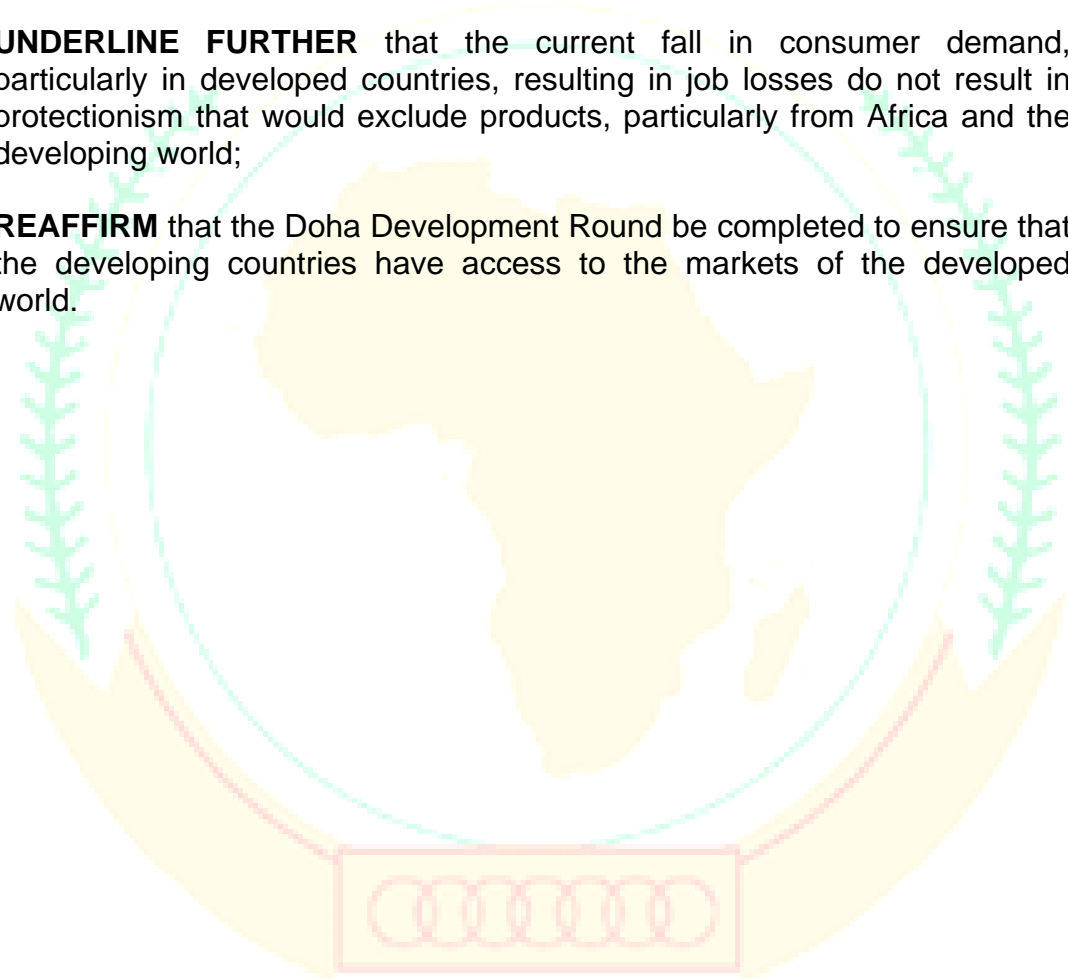 UNDERLINE FURTHER that the current fall in consumer demand,
particularly in developed countries, resulting in job losses do not result in
protectionism that would exclude products, particularly from Africa and the
developing world;
REAFFIRM that the Doha Development Round be completed to ensure that
the developing countries have access to the markets of the developed
world.